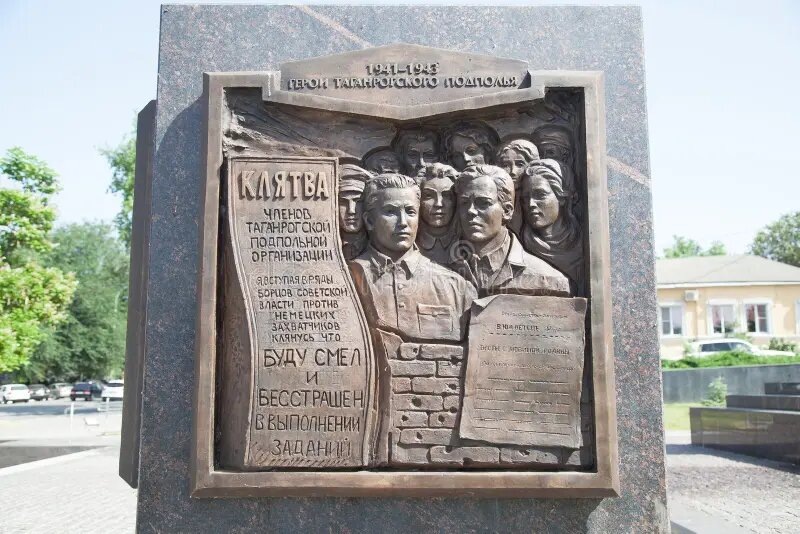 1941-1943
ГЕРОИ ТАГАНРОГСКОГО ПОДПОЛЬЯ
КЛЯТВА
ЧЛЕНОВ
ТАГАНРОГСКОЙ
ПОДПОЛЬНОЙ
ОРГАНИЗАЦИИ
Я, ВСТУПАЯ, В РЯДЫ
БОРЦОВ СОВЕТСКОЙ
ВЛАСТИ ПРОТИВ
НЕМЕЦКИХ
ЗАХВАТЧИКОВ
КЛЯНУСЬ, ЧТО
БУДУ СМЕЛ
И
БЕССТРАШЕН
В ВЫПОЛНЕНИИ
ЗАДАНИЙ